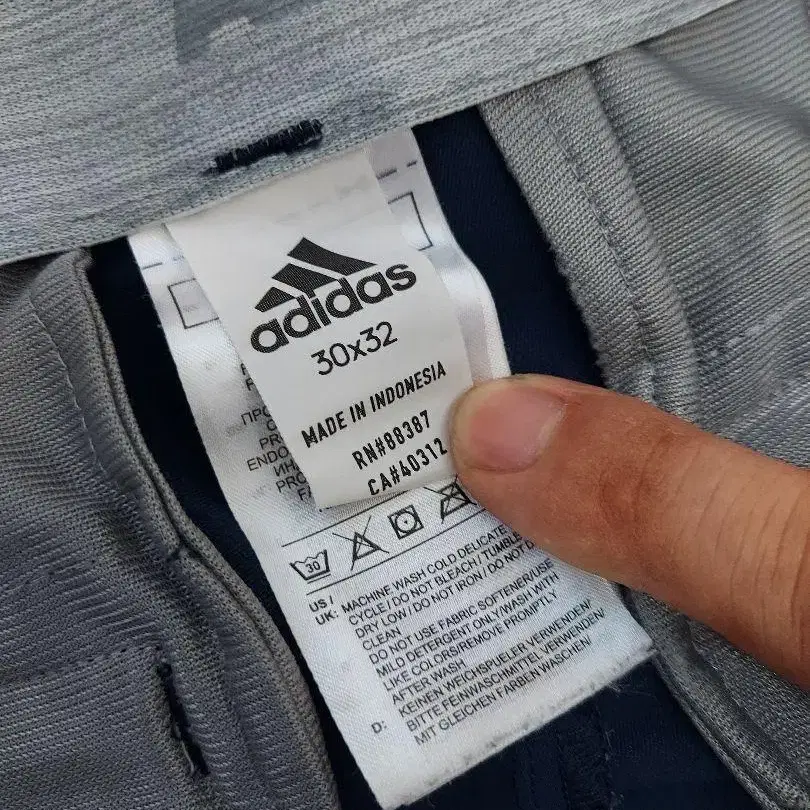 adidas
30x32
MADE IN INDONESIA
RN#88387
CA#40312
30
US /
UK: MACHINE WASH COLD DELICATE
CYCLE / DO NOT BLEACH / TUMBLE
DRY LOW / DO NOT IRON / DO NOT
CLEAN
DO NOT USE FABRIC SOFTENER/USE
MILD DETERGENT ONLY/WASH WITH
LIKE COLORS/REMOVE PROMPTLY
AFTER WASH
D: KEINEN WEICHSPUELER VERWENDEN/
BITTE FEINWASCHMITTEL VERWENDEN/
MIT GLEICHEN FARBEN WASCHEN